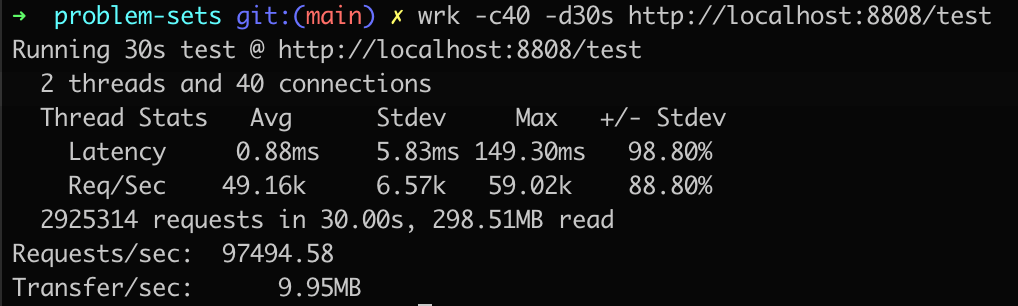 ➜  problem-sets git:(main) ✗ wrk -c40 -d30s http://localhost:8808/test
Running 30s test @ http://localhost:8808/test
  2 threads and 40 connections
  Thread Stats   Avg      Stdev     Max   +/- Stdev
    Latency     0.88ms    5.83ms 149.30ms   98.80%
    Req/Sec    49.16k     6.57k   59.02k    88.80%
  2925314 requests in 30.00s, 298.51MB read
Requests/sec:  97494.58
Transfer/sec:      9.95MB